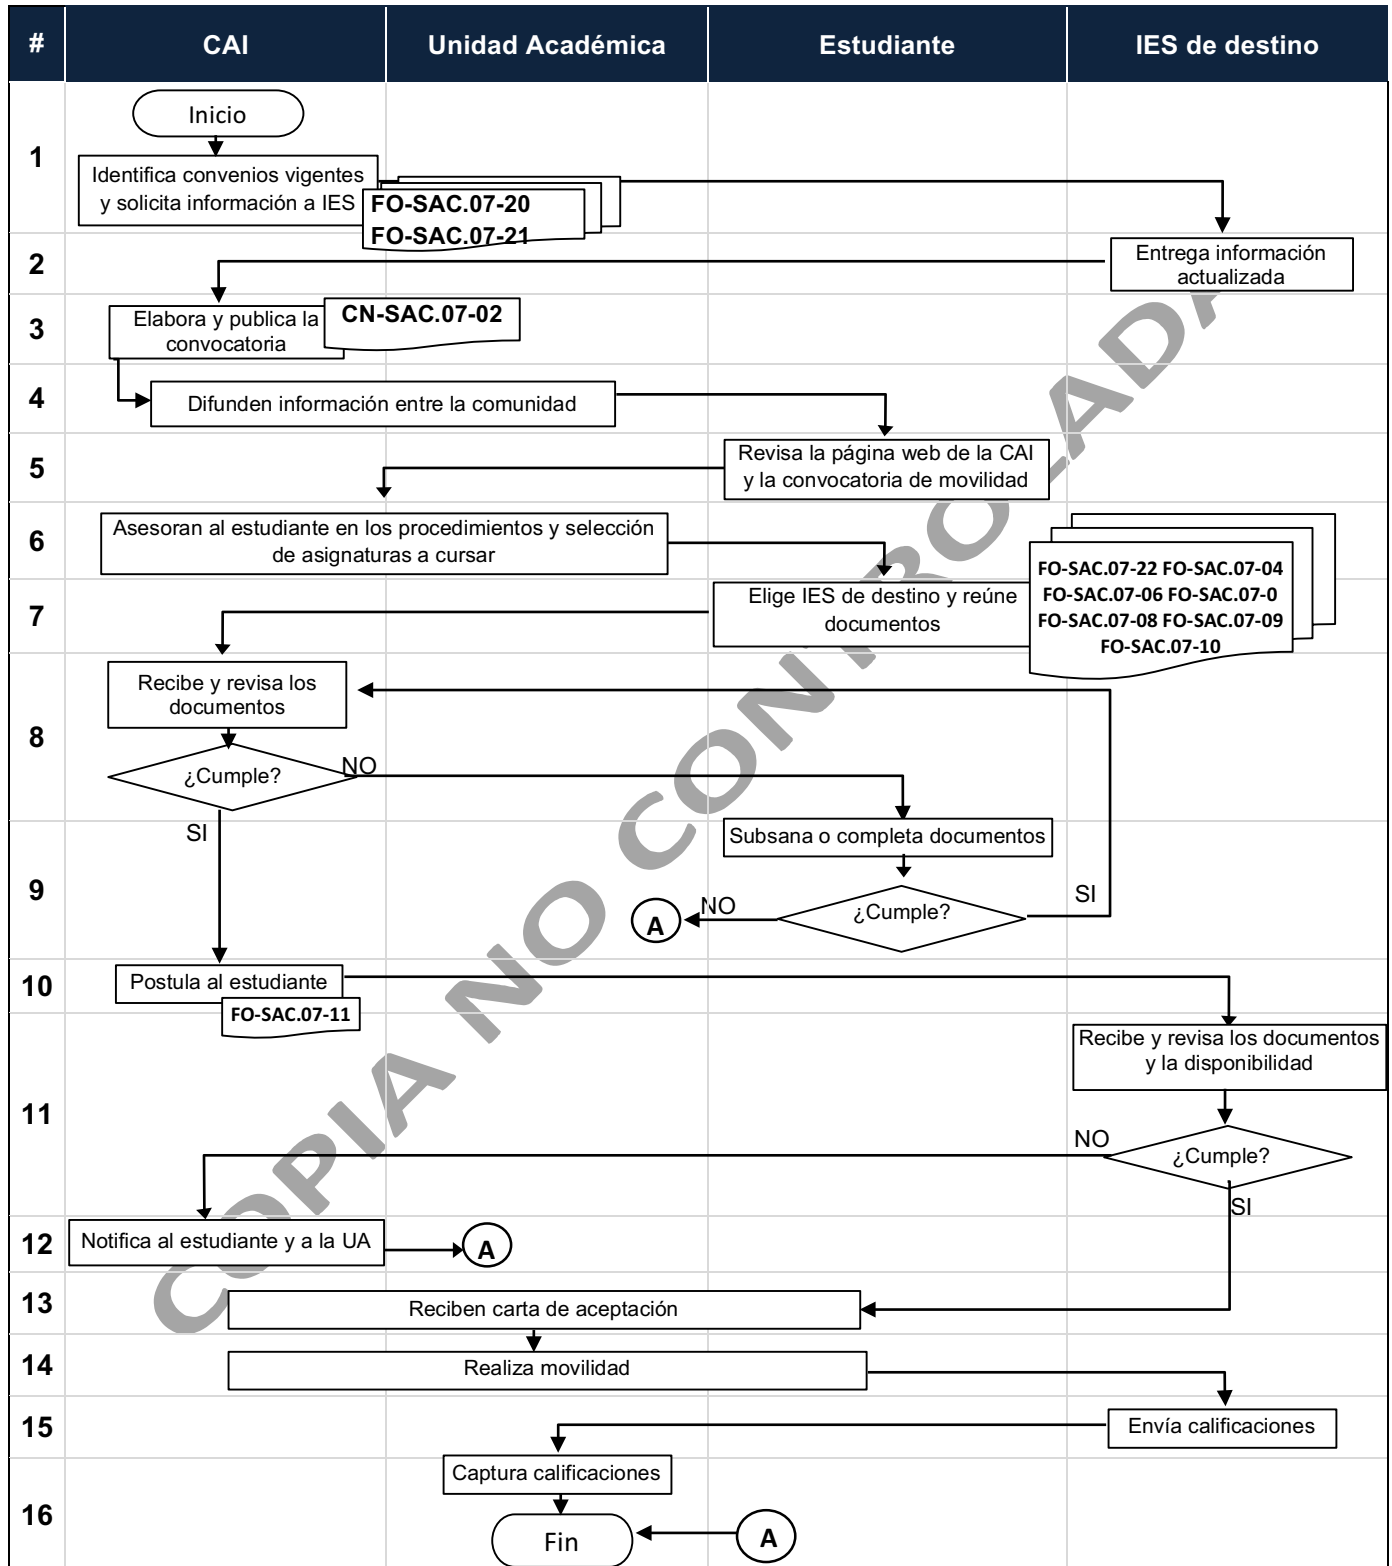 # CAI Unidad Académica Estudiante IES de destino
Inicio
1
Identifica convenios vigentes
y solicita información a IES
FO-SAC.07-20
FO-SAC.07-21
2
Entrega información
actualizada
3
Elabora y publica la
convocatoria
CN-SAC.07-02
4
Difunden información entre la comunidad
5
Revisa la página web de la CAI
y la convocatoria de movilidad
6
Asesoran al estudiante en los procedimientos y selección
de asignaturas a cursar
7
Elige IES de destino y reúne
documentos
FO-SAC.07-22 FO-SAC.07-04
FO-SAC.07-06 FO-SAC.07-0
FO-SAC.07-08 FO-SAC.07-09
FO-SAC.07-10
8
Recibe y revisa los
documentos
¿Cumple?
NO
SI
9
Subsana o completa documentos
¿Cumple?
SI
NO
A
10
Postula al estudiante
FO-SAC.07-11
11
Recibe y revisa los documentos
y la disponibilidad
¿Cumple?
NO
SI
12
Notifica al estudiante y a la UA
A
13
Reciben carta de aceptación
14
Realiza movilidad
15
Envía calificaciones
16
Captura calificaciones
Fin
A
COPIA NO CONTROLADA